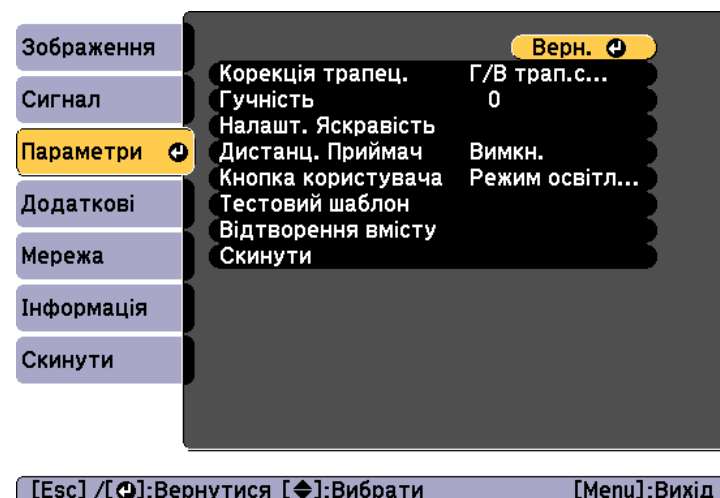 Зображення
Сигнал
Параметри
Додаткові
Мережа
Інформація
Скинути
Верн.
Корекція трапец. Г/В трап.с...
Гучність 0
Налашт. Яскравість
Дистанц. Приймач Вимкн.
Кнопка користувача Режим освітл...
Тестовий шаблон
Відтворення вмісту
Скинути
[Esc] /[⏎]:Вернутися [◆]:Вибрати [Menu]:Вихід